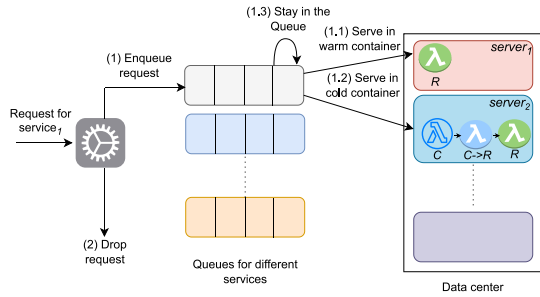 (1.3) Stay in the
Queue
(1) Enqueue
request
(1.1) Serve in
warm container
server1
λ
R
(1.2) Serve in
cold container
server2
λ λ λ
C C->R R
Request for
service1
(2) Drop
request
Queues for different
services
Data center